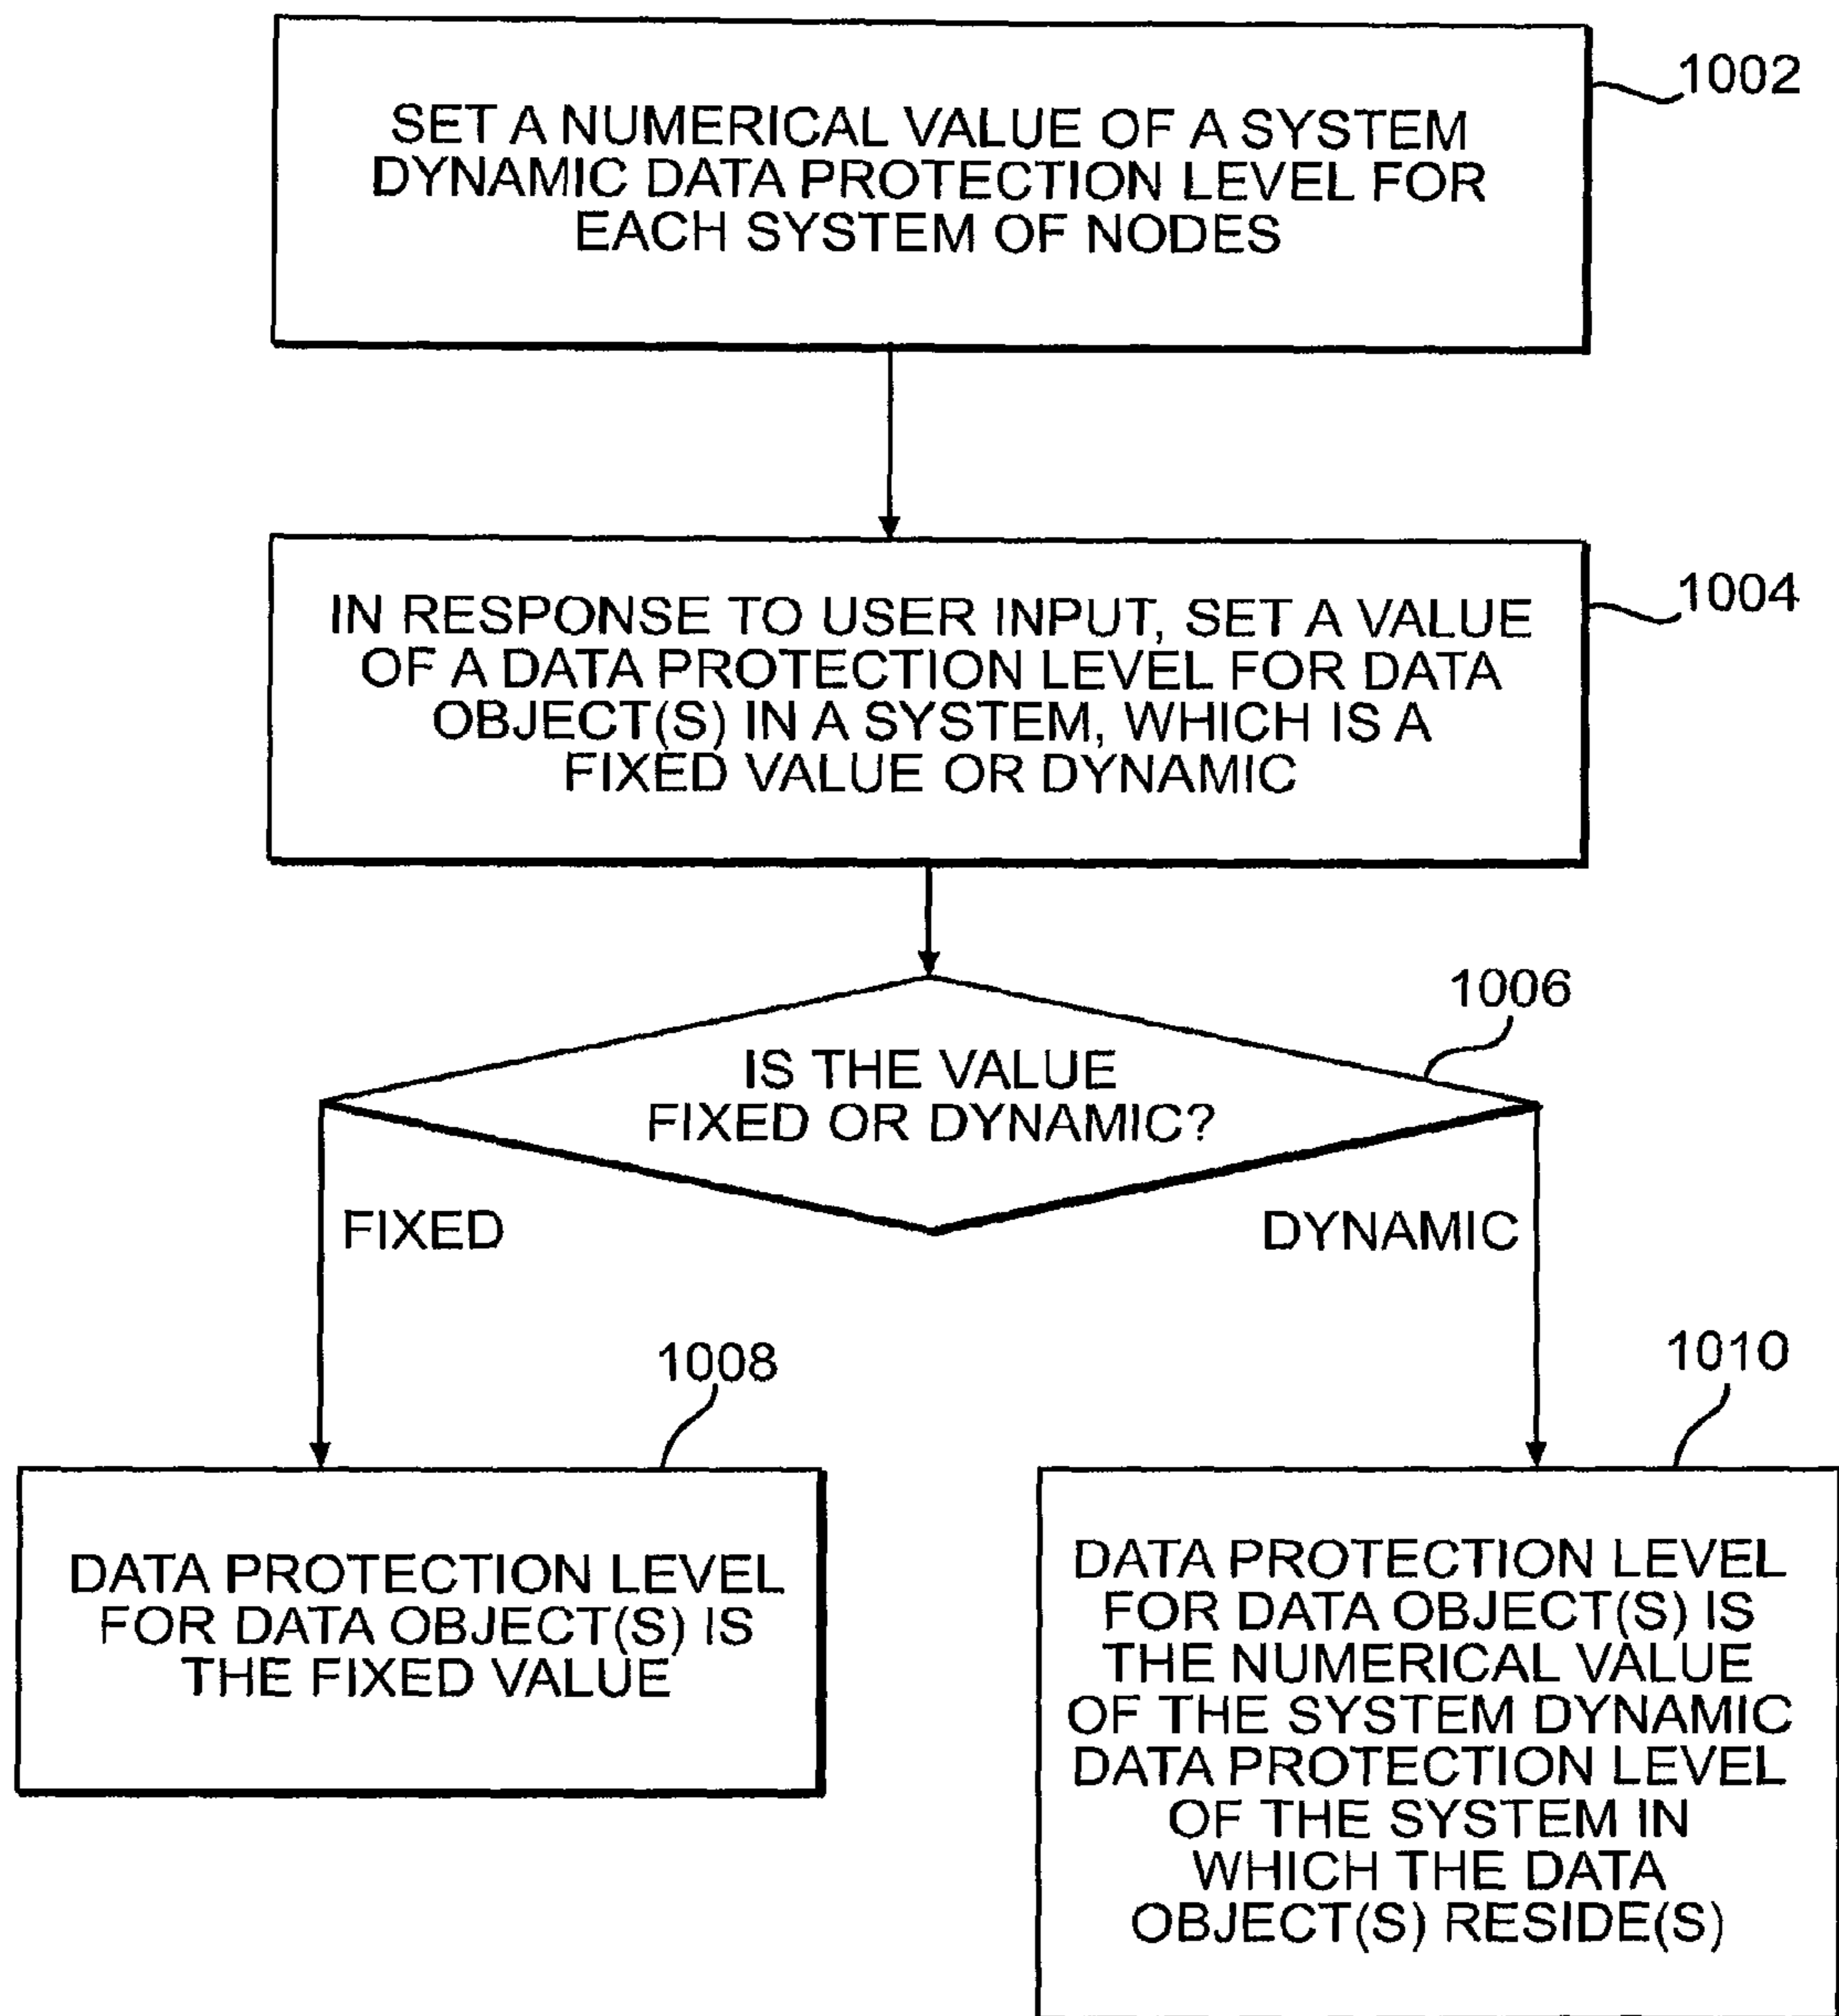 SET A NUMERICAL VALUE OF A SYSTEM
DYNAMIC DATA PROTECTION LEVEL FOR
EACH SYSTEM OF NODES
1002
IN RESPONSE TO USER INPUT, SET A VALUE
OF A DATA PROTECTION LEVEL FOR DATA
OBJECT(S) IN A SYSTEM, WHICH IS A
FIXED VALUE OR DYNAMIC
1004
IS THE VALUE
FIXED OR DYNAMIC?
1006
FIXED
DYNAMIC
1008
DATA PROTECTION LEVEL
FOR DATA OBJECT(S) IS
THE FIXED VALUE
1010
DATA PROTECTION LEVEL
FOR DATA OBJECT(S) IS
THE NUMERICAL VALUE
OF THE SYSTEM DYNAMIC
DATA PROTECTION LEVEL
OF THE SYSTEM IN
WHICH THE DATA
OBJECT(S) RESIDE(S)